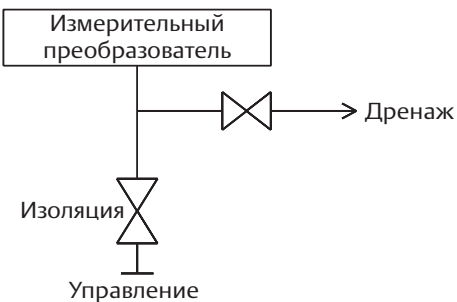 Измерительный
преобразователь
Дренаж
Изоляция
Управление